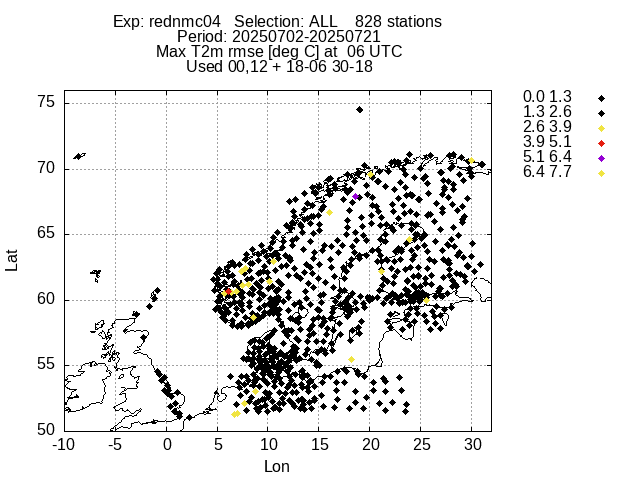 Exp: rednmc04 Selection: ALL 828 stations
Period: 20250702-20250721
Max T2m rmse [deg C] at 06 UTC
Used 00,12 + 18-06 30-18
0.0 1.3
1.3 2.6
2.6 3.9
3.9 5.1
5.1 6.4
6.4 7.7
75
70
65
60
55
50
Lat
-10 -5 0 5 10 15 20 25 30
Lon